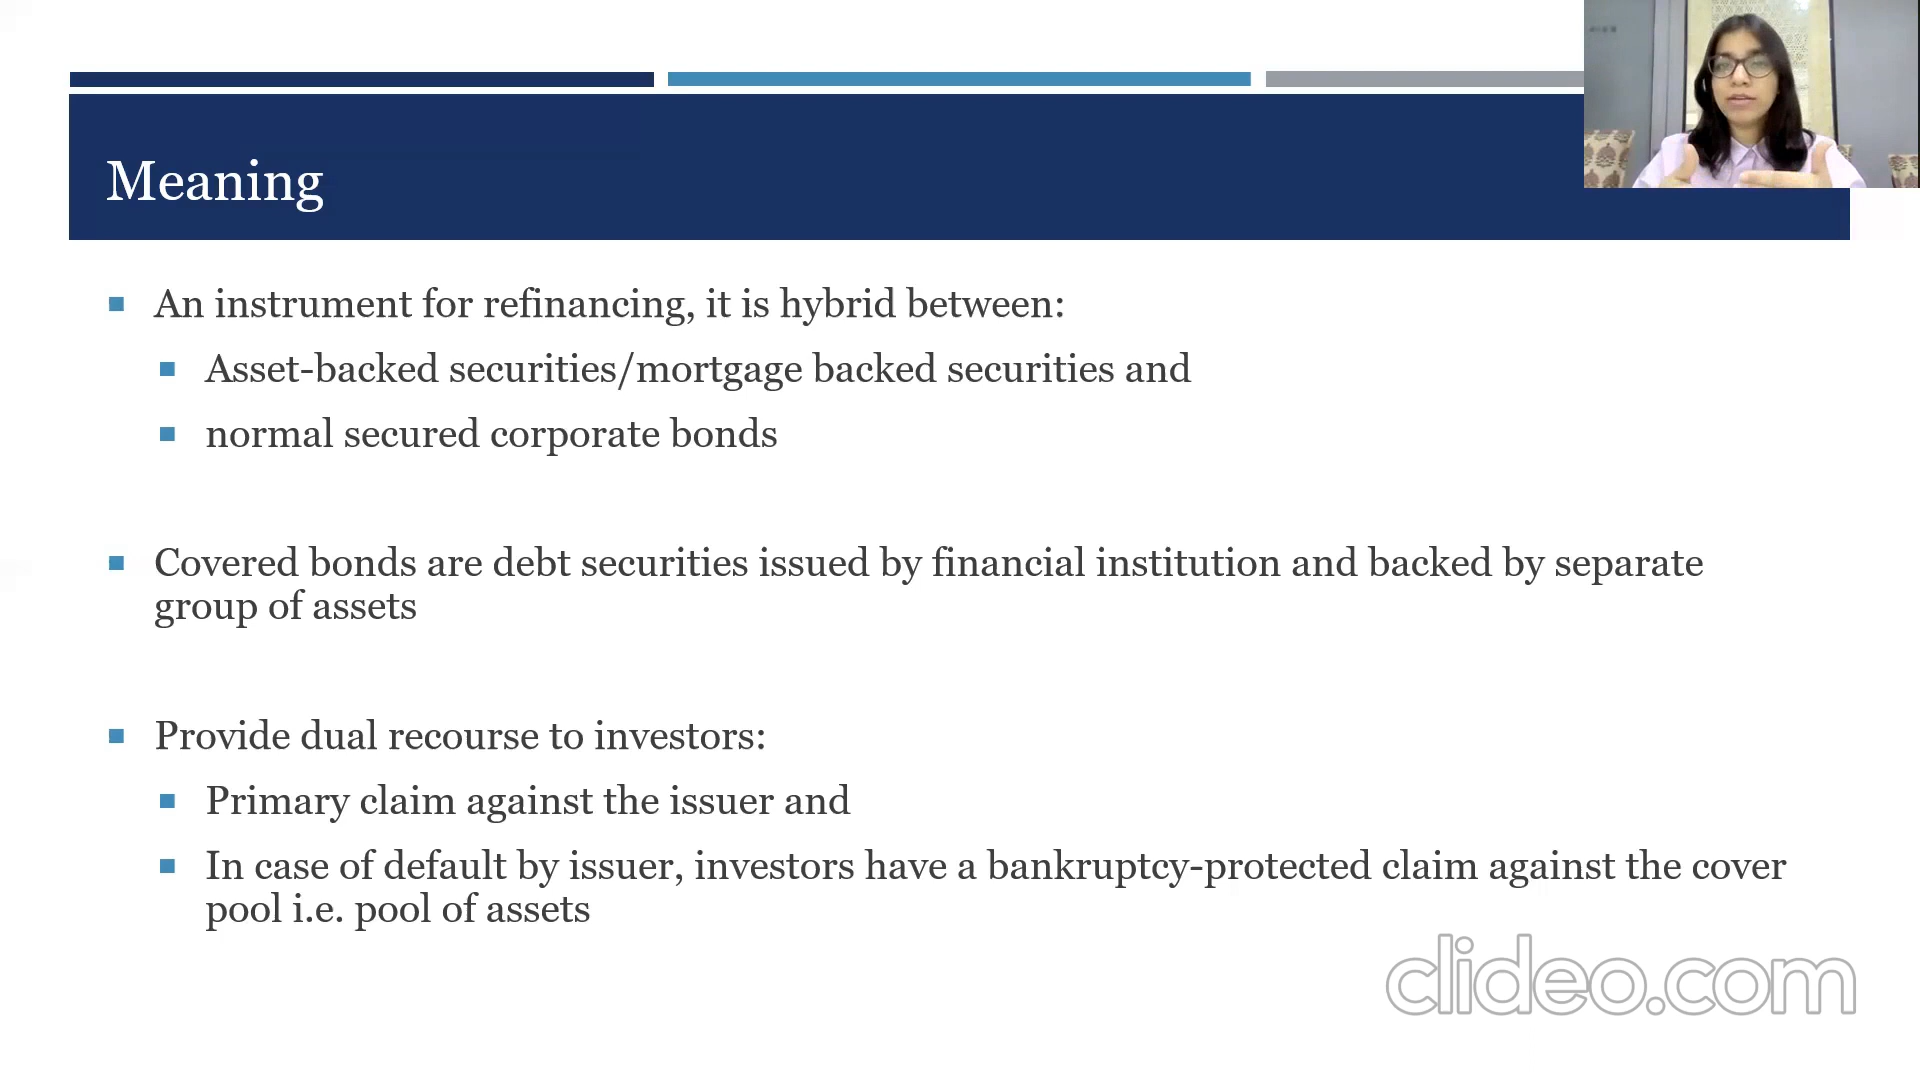 Meaning
An instrument for refinancing, it is hybrid between:
Asset-backed securities/mortgage backed securities and
normal secured corporate bonds
Covered bonds are debt securities issued by financial institution and backed by separate
group of assets
Provide dual recourse to investors:
Primary claim against the issuer and
In case of default by issuer, investors have a bankruptcy-protected claim against the cover
pool i.e. pool of assets
clideo.com